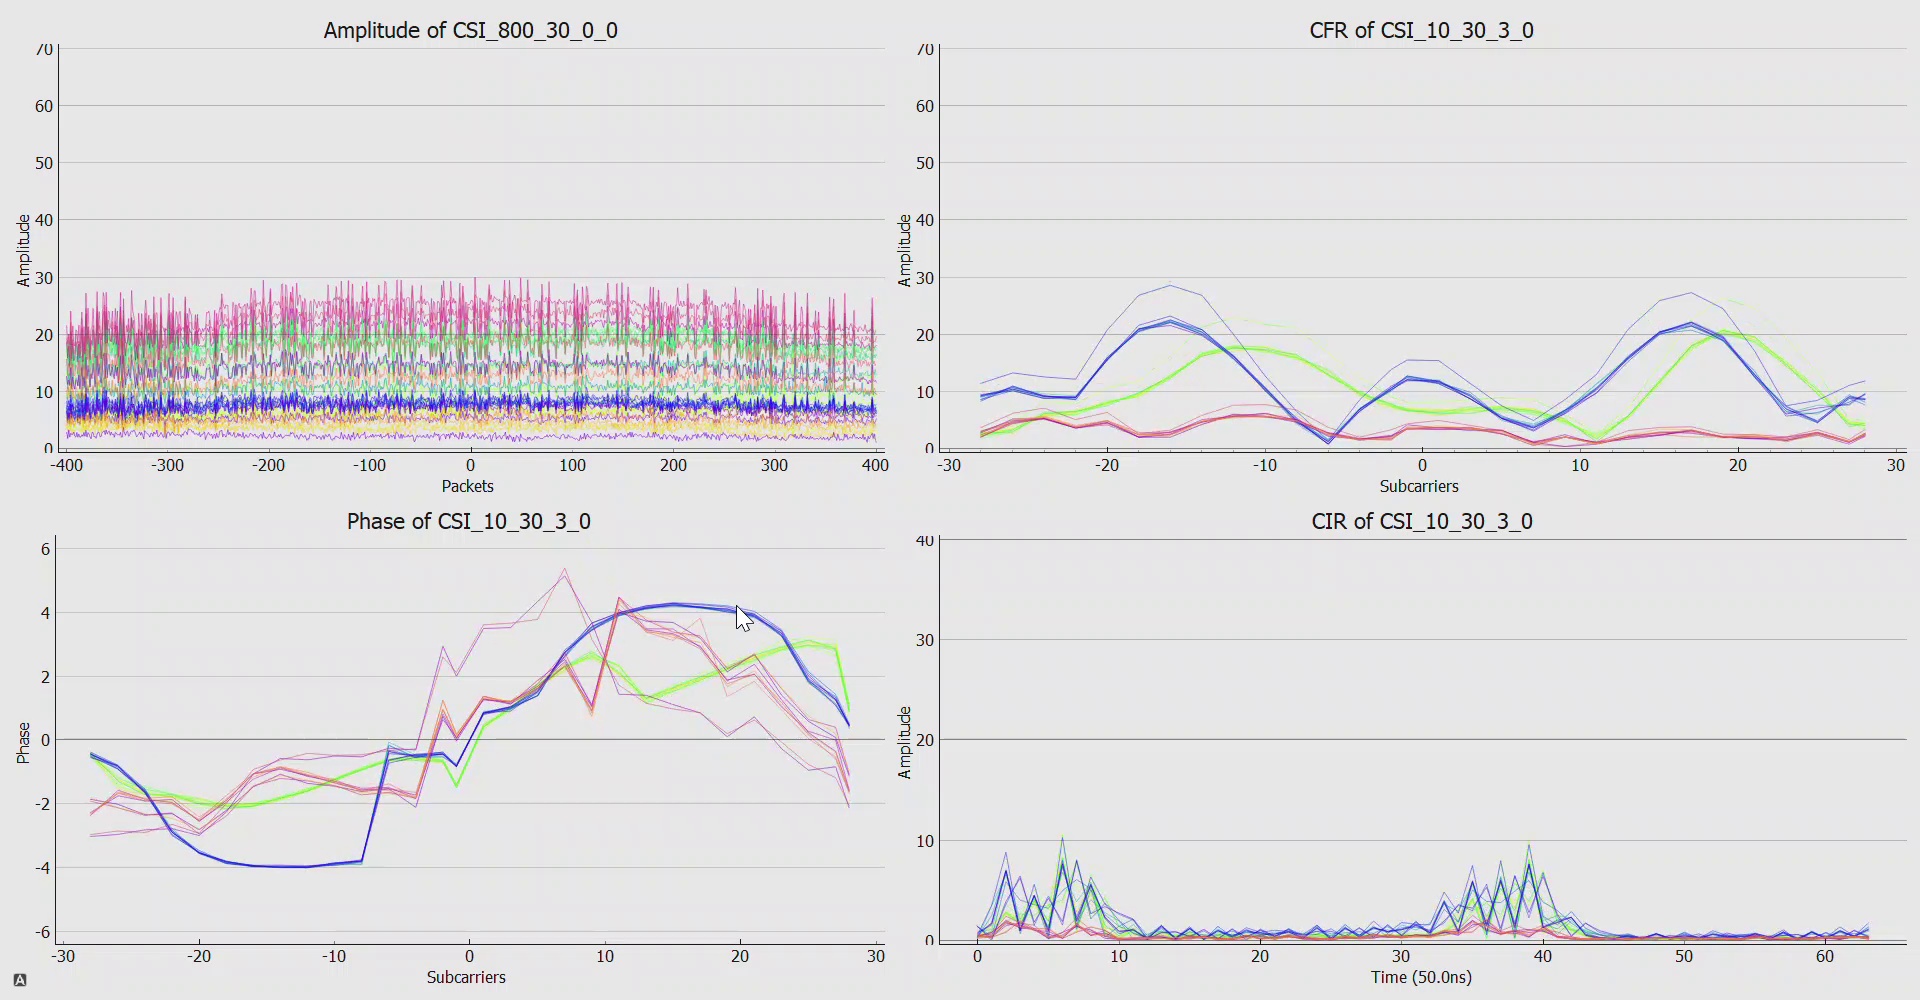 Amplitude of CSI_800_30_0_0
70
60
50
40
30
20
10
0
Amplitude
-400 -300 -200 -100 0 100 200 300 400
Packets
CFR of CSI_10_30_3_0
70
60
50
40
30
20
10
0
Amplitude
-30 -20 -10 0 10 20 30
Subcarriers
Phase of CSI_10_30_3_0
6
4
2
0
-2
-4
-6
Phase
-30 -20 -10 0 10 20 30
Subcarriers
A
CIR of CSI_10_30_3_0
40
30
20
10
0
Amplitude
0 10 20 30 40 50 60
Time (50.0ns)